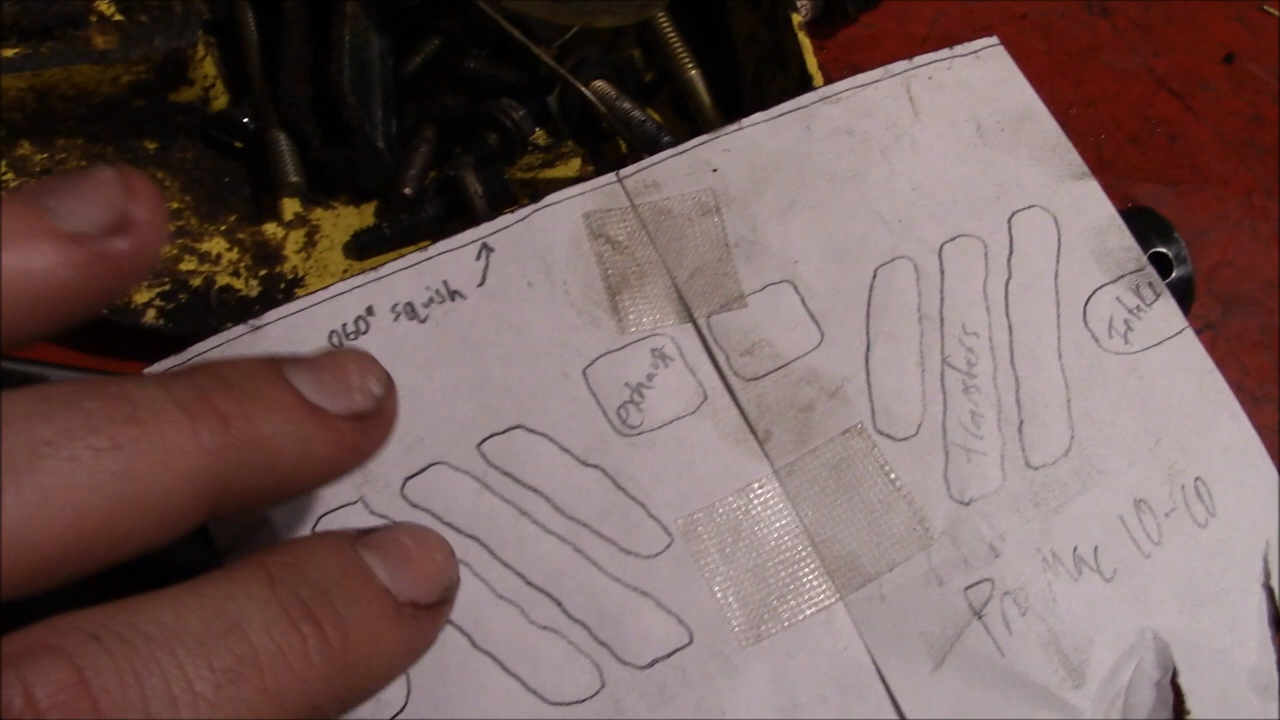 .060" squish
exhaust
transfers
Intake
Pro Mac 10-10